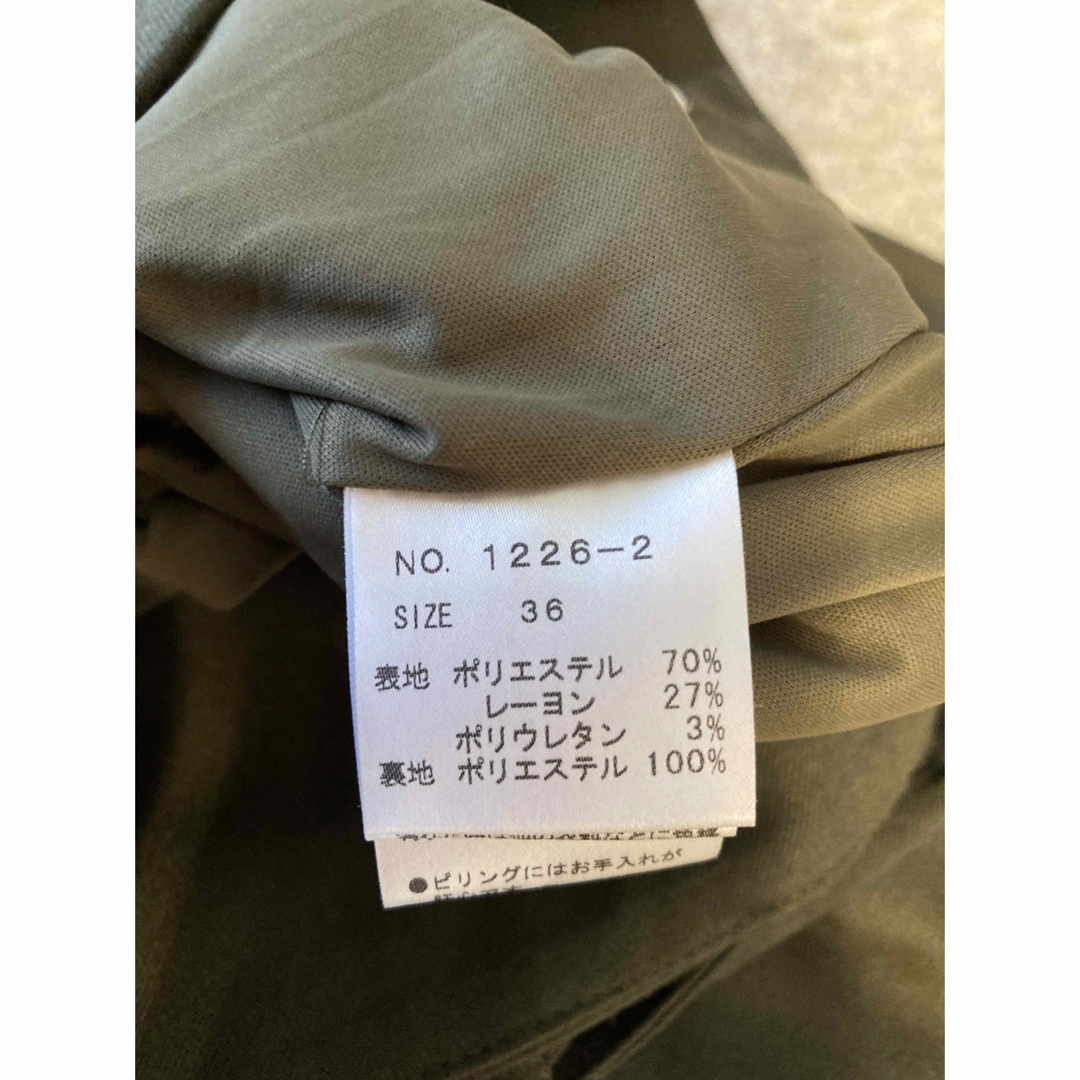 NO. 1226-2
SIZE 36
表地 ポリエステル 70%
レーヨン 27%
ポリウレタン 3%
裏地 ポリエステル 100%
●ピリングにはお手入れが